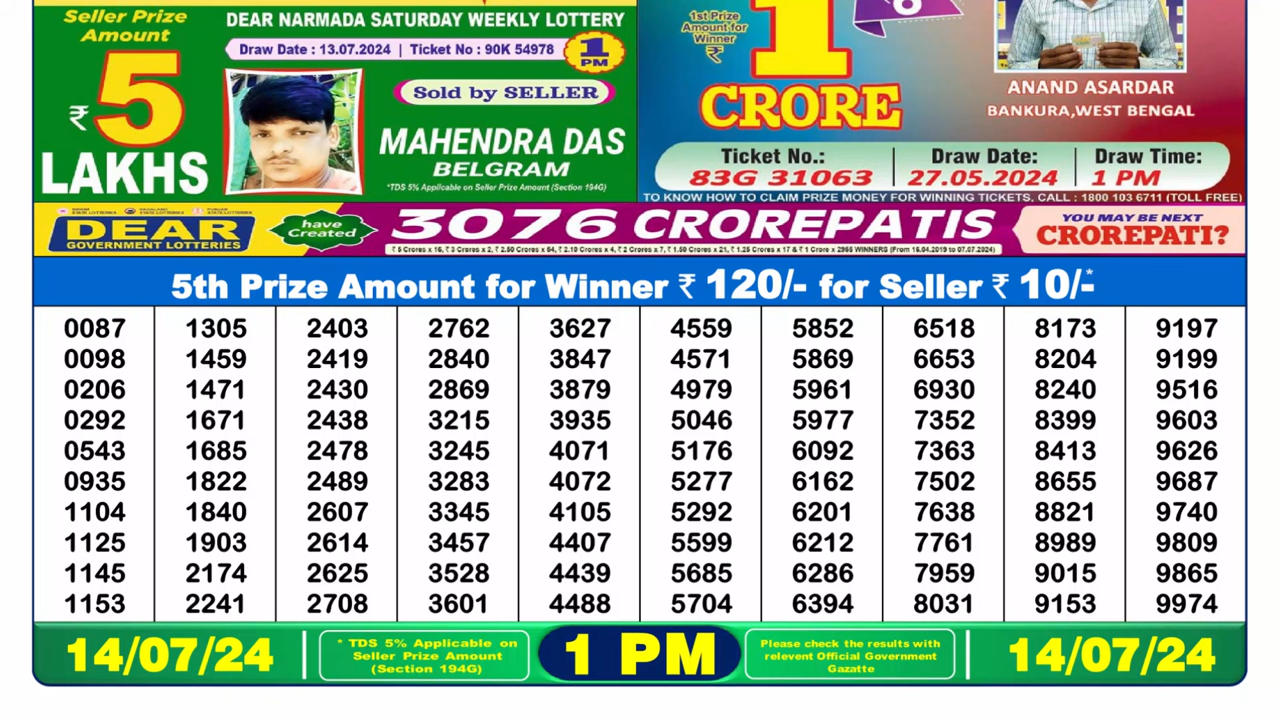 Seller Prize
Amount
₹ 5
LAKHS
DEAR NARMADA SATURDAY WEEKLY LOTTERY
Draw Date : 13.07.2024 | Ticket No : 90K 54978
1
PM
Sold by SELLER
MAHENDRA DAS
BELGRAM
*TDS 5% Applicable on Seller Prize Amount (Section 194G)
1st Prize
Amount for
Winner
₹
1
CRORE
ANAND ASARDAR
BANKURA,WEST BENGAL
Ticket No.: Draw Date: Draw Time:
83G 31063 27.05.2024 1 PM
TO KNOW HOW TO CLAIM PRIZE MONEY FOR WINNING TICKETS, CALL : 1800 103 6711 (TOLL FREE)
DEAR
GOVERNMENT LOTTERIES
have
Created
3076 CROREPATIS
YOU MAY BE NEXT
CROREPATI?
5th Prize Amount for Winner ₹ 120/- for Seller ₹ 10/-*
0087 1305 2403 2762 3627 4559 5852 6518 8173 9197
0098 1459 2419 2840 3847 4571 5869 6653 8204 9199
0206 1471 2430 2869 3879 4979 5961 6930 8240 9516
0292 1671 2438 3215 3935 5046 5977 7352 8399 9603
0543 1685 2478 3245 4071 5176 6092 7363 8413 9626
0935 1822 2489 3283 4072 5277 6162 7502 8655 9687
1104 1840 2607 3345 4105 5292 6201 7638 8821 9740
1125 1903 2614 3457 4407 5599 6212 7761 8989 9809
1145 2174 2625 3528 4439 5685 6286 7959 9015 9865
1153 2241 2708 3601 4488 5704 6394 8031 9153 9974
14/07/24
* TDS 5% Applicable on
Seller Prize Amount
(Section 194G)
1 PM
Please check the results with
relevent Official Government
Gazatte
14/07/24